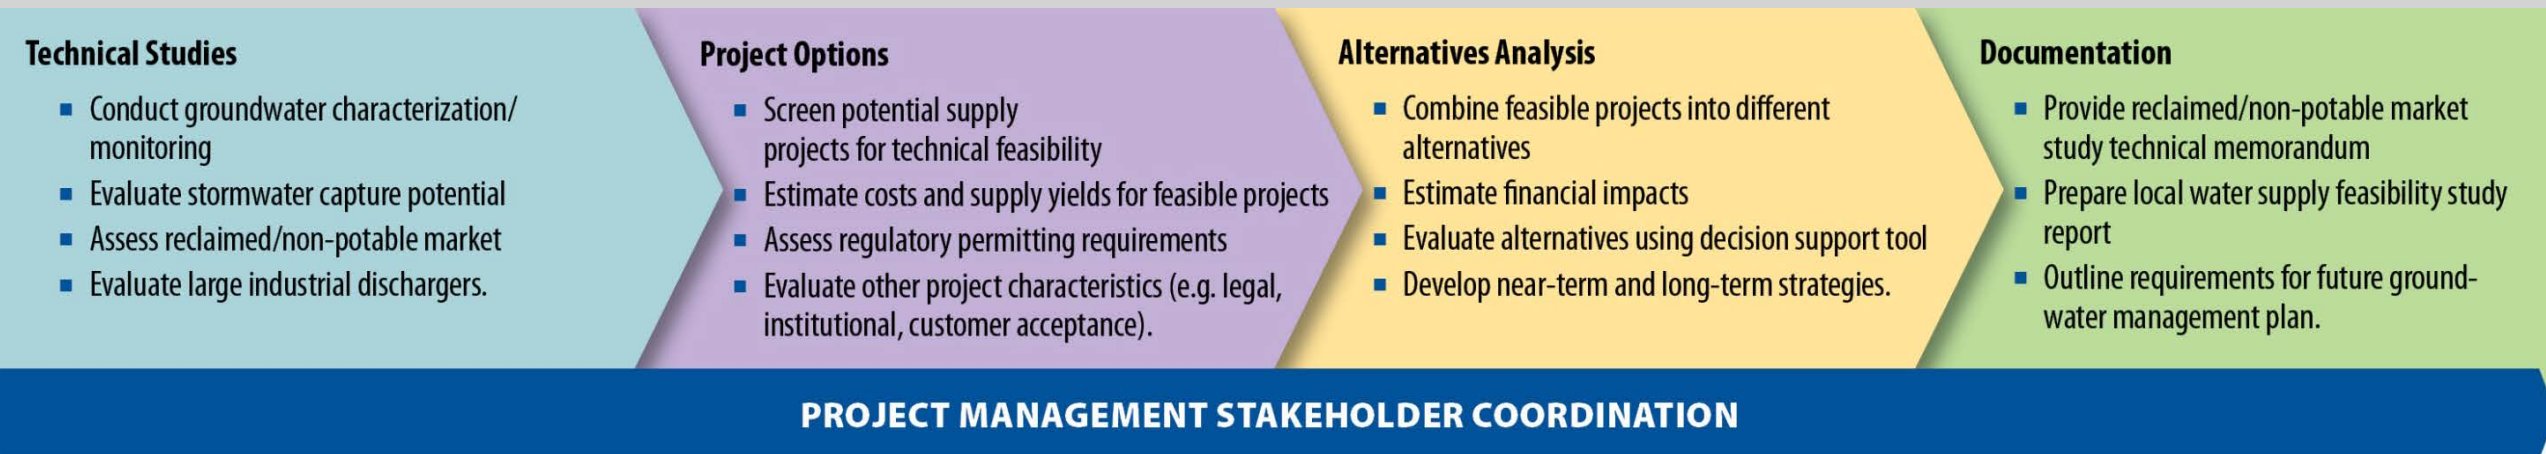 Technical Studies
▪ Conduct groundwater characterization/
monitoring
▪ Evaluate stormwater capture potential
▪ Assess reclaimed/non-potable market
▪ Evaluate large industrial dischargers.
Project Options
▪ Screen potential supply
projects for technical feasibility
▪ Estimate costs and supply yields for feasible projects
▪ Assess regulatory permitting requirements
▪ Evaluate other project characteristics (e.g. legal,
institutional, customer acceptance).
Alternatives Analysis
▪ Combine feasible projects into different
alternatives
▪ Estimate financial impacts
▪ Evaluate alternatives using decision support tool
▪ Develop near-term and long-term strategies.
Documentation
▪ Provide reclaimed/non-potable market
study technical memorandum
▪ Prepare local water supply feasibility study
report
▪ Outline requirements for future ground-
water management plan.
PROJECT MANAGEMENT STAKEHOLDER COORDINATION